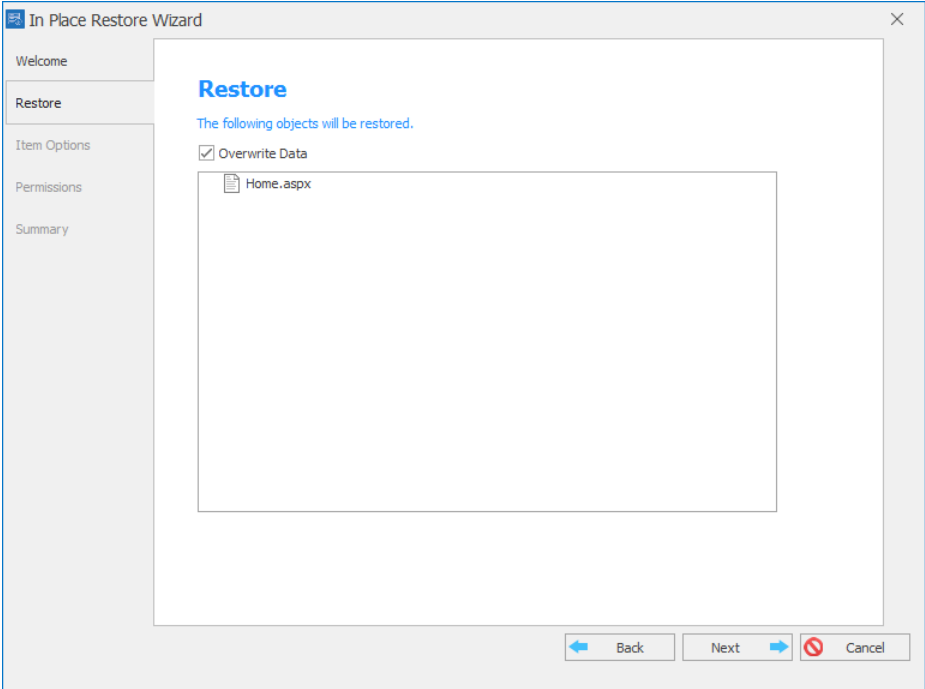 In Place Restore Wizard
Welcome
Restore
Item Options
Permissions
Summary
Restore
The following objects will be restored.
Overwrite Data
Home.aspx
Back
Next
Cancel